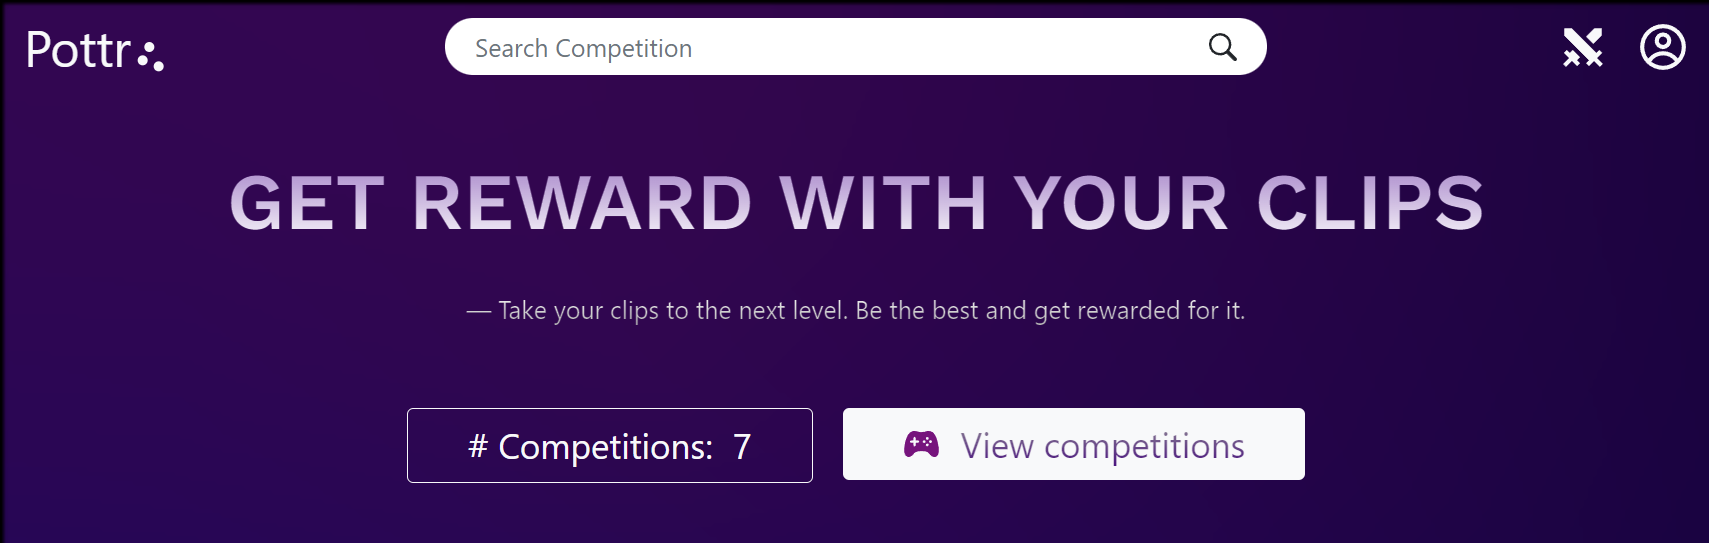 Pottr
Search Competition
GET REWARD WITH YOUR CLIPS
— Take your clips to the next level. Be the best and get rewarded for it.
# Competitions: 7
View competitions